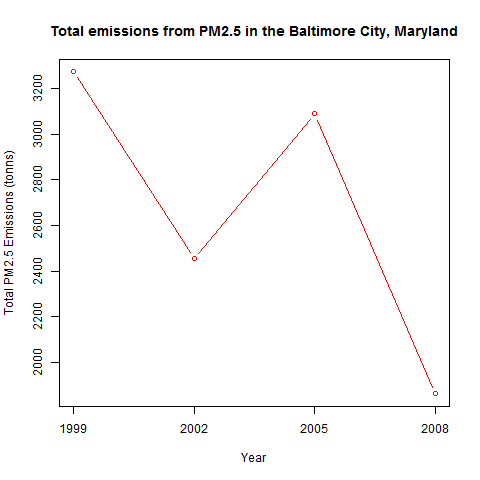 Total emissions from PM2.5 in the Baltimore City, Maryland
Total PM2.5 Emissions (tonns)
3200
3000
2800
2600
2400
2200
2000
1999 2002 2005 2008
Year